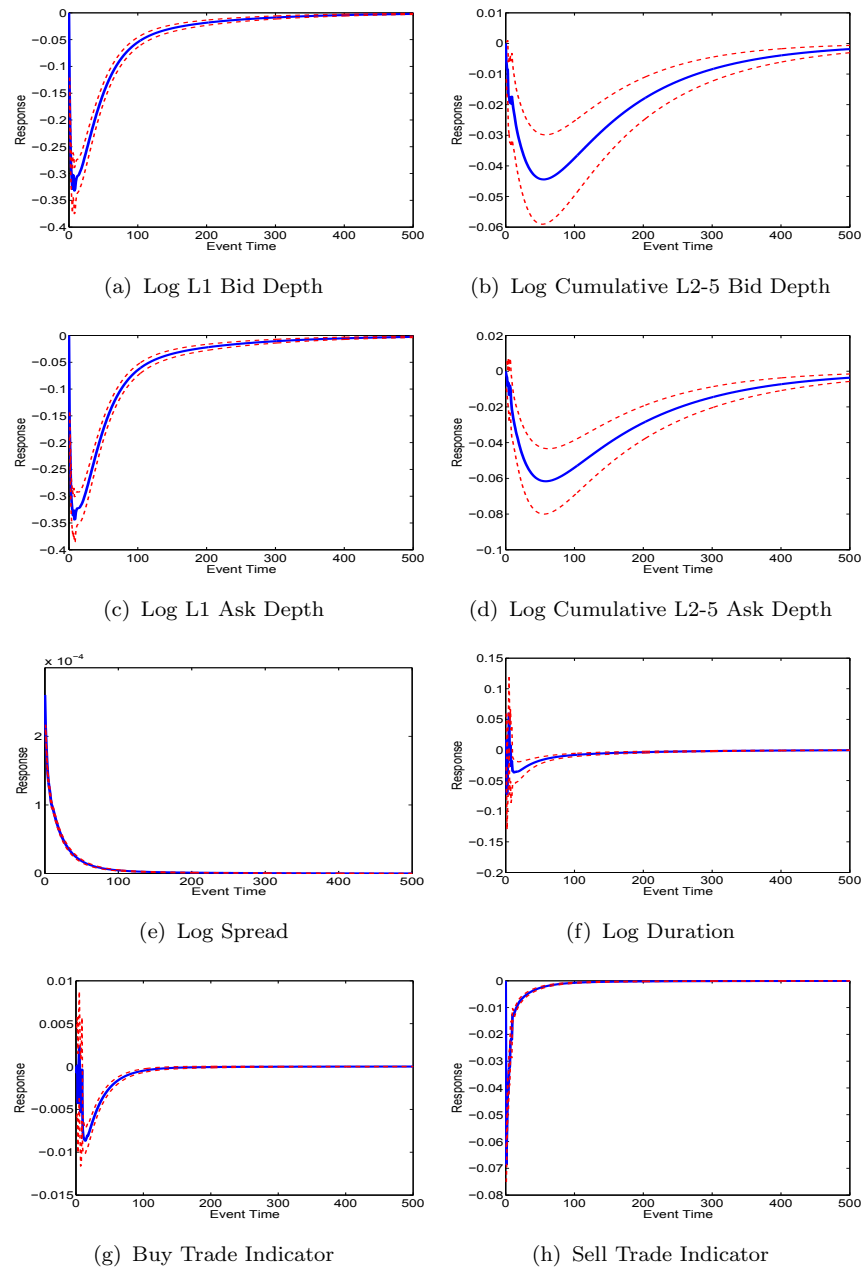 0
−0.05
−0.1
−0.15
−0.2
−0.25
−0.3
−0.35
−0.4
Response
0 100 200 300 400 500
Event Time
(a) Log L1 Bid Depth
0.01
0
−0.01
−0.02
−0.03
−0.04
−0.05
−0.06
Response
0 100 200 300 400 500
Event Time
(b) Log Cumulative L2-5 Bid Depth
0
−0.05
−0.1
−0.15
−0.2
−0.25
−0.3
−0.35
−0.4
Response
0 100 200 300 400 500
Event Time
(c) Log L1 Ask Depth
0.02
0
−0.02
−0.04
−0.06
−0.08
−0.1
Response
0 100 200 300 400 500
Event Time
(d) Log Cumulative L2-5 Ask Depth
× 10⁻⁴
2
1
0
Response
0 100 200 300 400 500
Event Time
(e) Log Spread
0.15
0.1
0.05
0
−0.05
−0.1
−0.15
−0.2
Response
0 100 200 300 400 500
Event Time
(f) Log Duration
0.01
0.005
0
−0.005
−0.01
−0.015
Response
0 100 200 300 400 500
Event Time
(g) Buy Trade Indicator
0
−0.01
−0.02
−0.03
−0.04
−0.05
−0.06
−0.07
−0.08
Response
0 100 200 300 400 500
Event Time
(h) Sell Trade Indicator